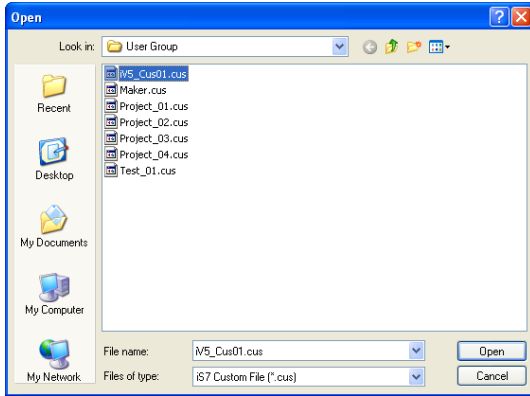 Open
Look in: User Group
iV5_Cus01.cus
Maker.cus
Project_01.cus
Project_02.cus
Project_03.cus
Project_04.cus
Test_01.cus
Recent
Desktop
My Documents
My Computer
My Network
File name: iV5_Cus01.cus Open
Files of type: iS7 Custom File (*.cus) Cancel